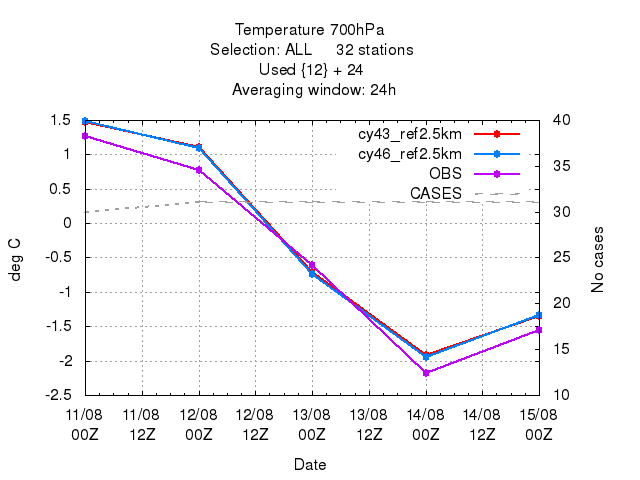 Temperature 700hPa
Selection: ALL 32 stations
Used {12} + 24
Averaging window: 24h
cy43_ref2.5km
cy46_ref2.5km
OBS
CASES
1.5
1
0.5
0
-0.5
-1
-1.5
-2
-2.5
deg C
40
35
30
25
20
15
10
No cases
11/08 11/08 12/08 12/08 13/08 13/08 14/08 14/08 15/08
00Z 12Z 00Z 12Z 00Z 12Z 00Z 12Z 00Z
Date